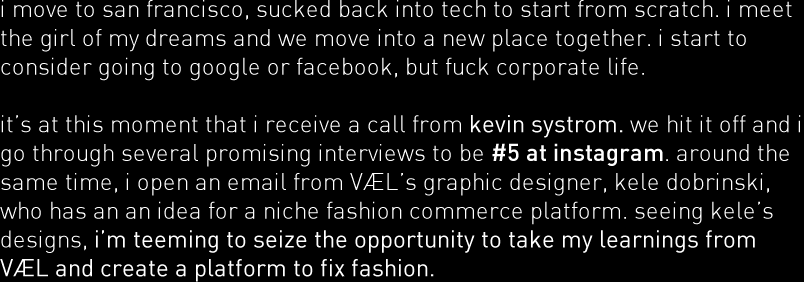 i move to san francisco, sucked back into tech to start from scratch. i meet
the girl of my dreams and we move into a new place together. i start to
consider going to google or facebook, but fuck corporate life.
it's at this moment that i receive a call from kevin systrom. we hit it off and i
go through several promising interviews to be #5 at instagram. around the
same time, i open an email from VÆL's graphic designer, kele dobrinski,
who has an an idea for a niche fashion commerce platform. seeing kele's
designs, i'm teeming to seize the opportunity to take my learnings from
VÆL and create a platform to fix fashion.